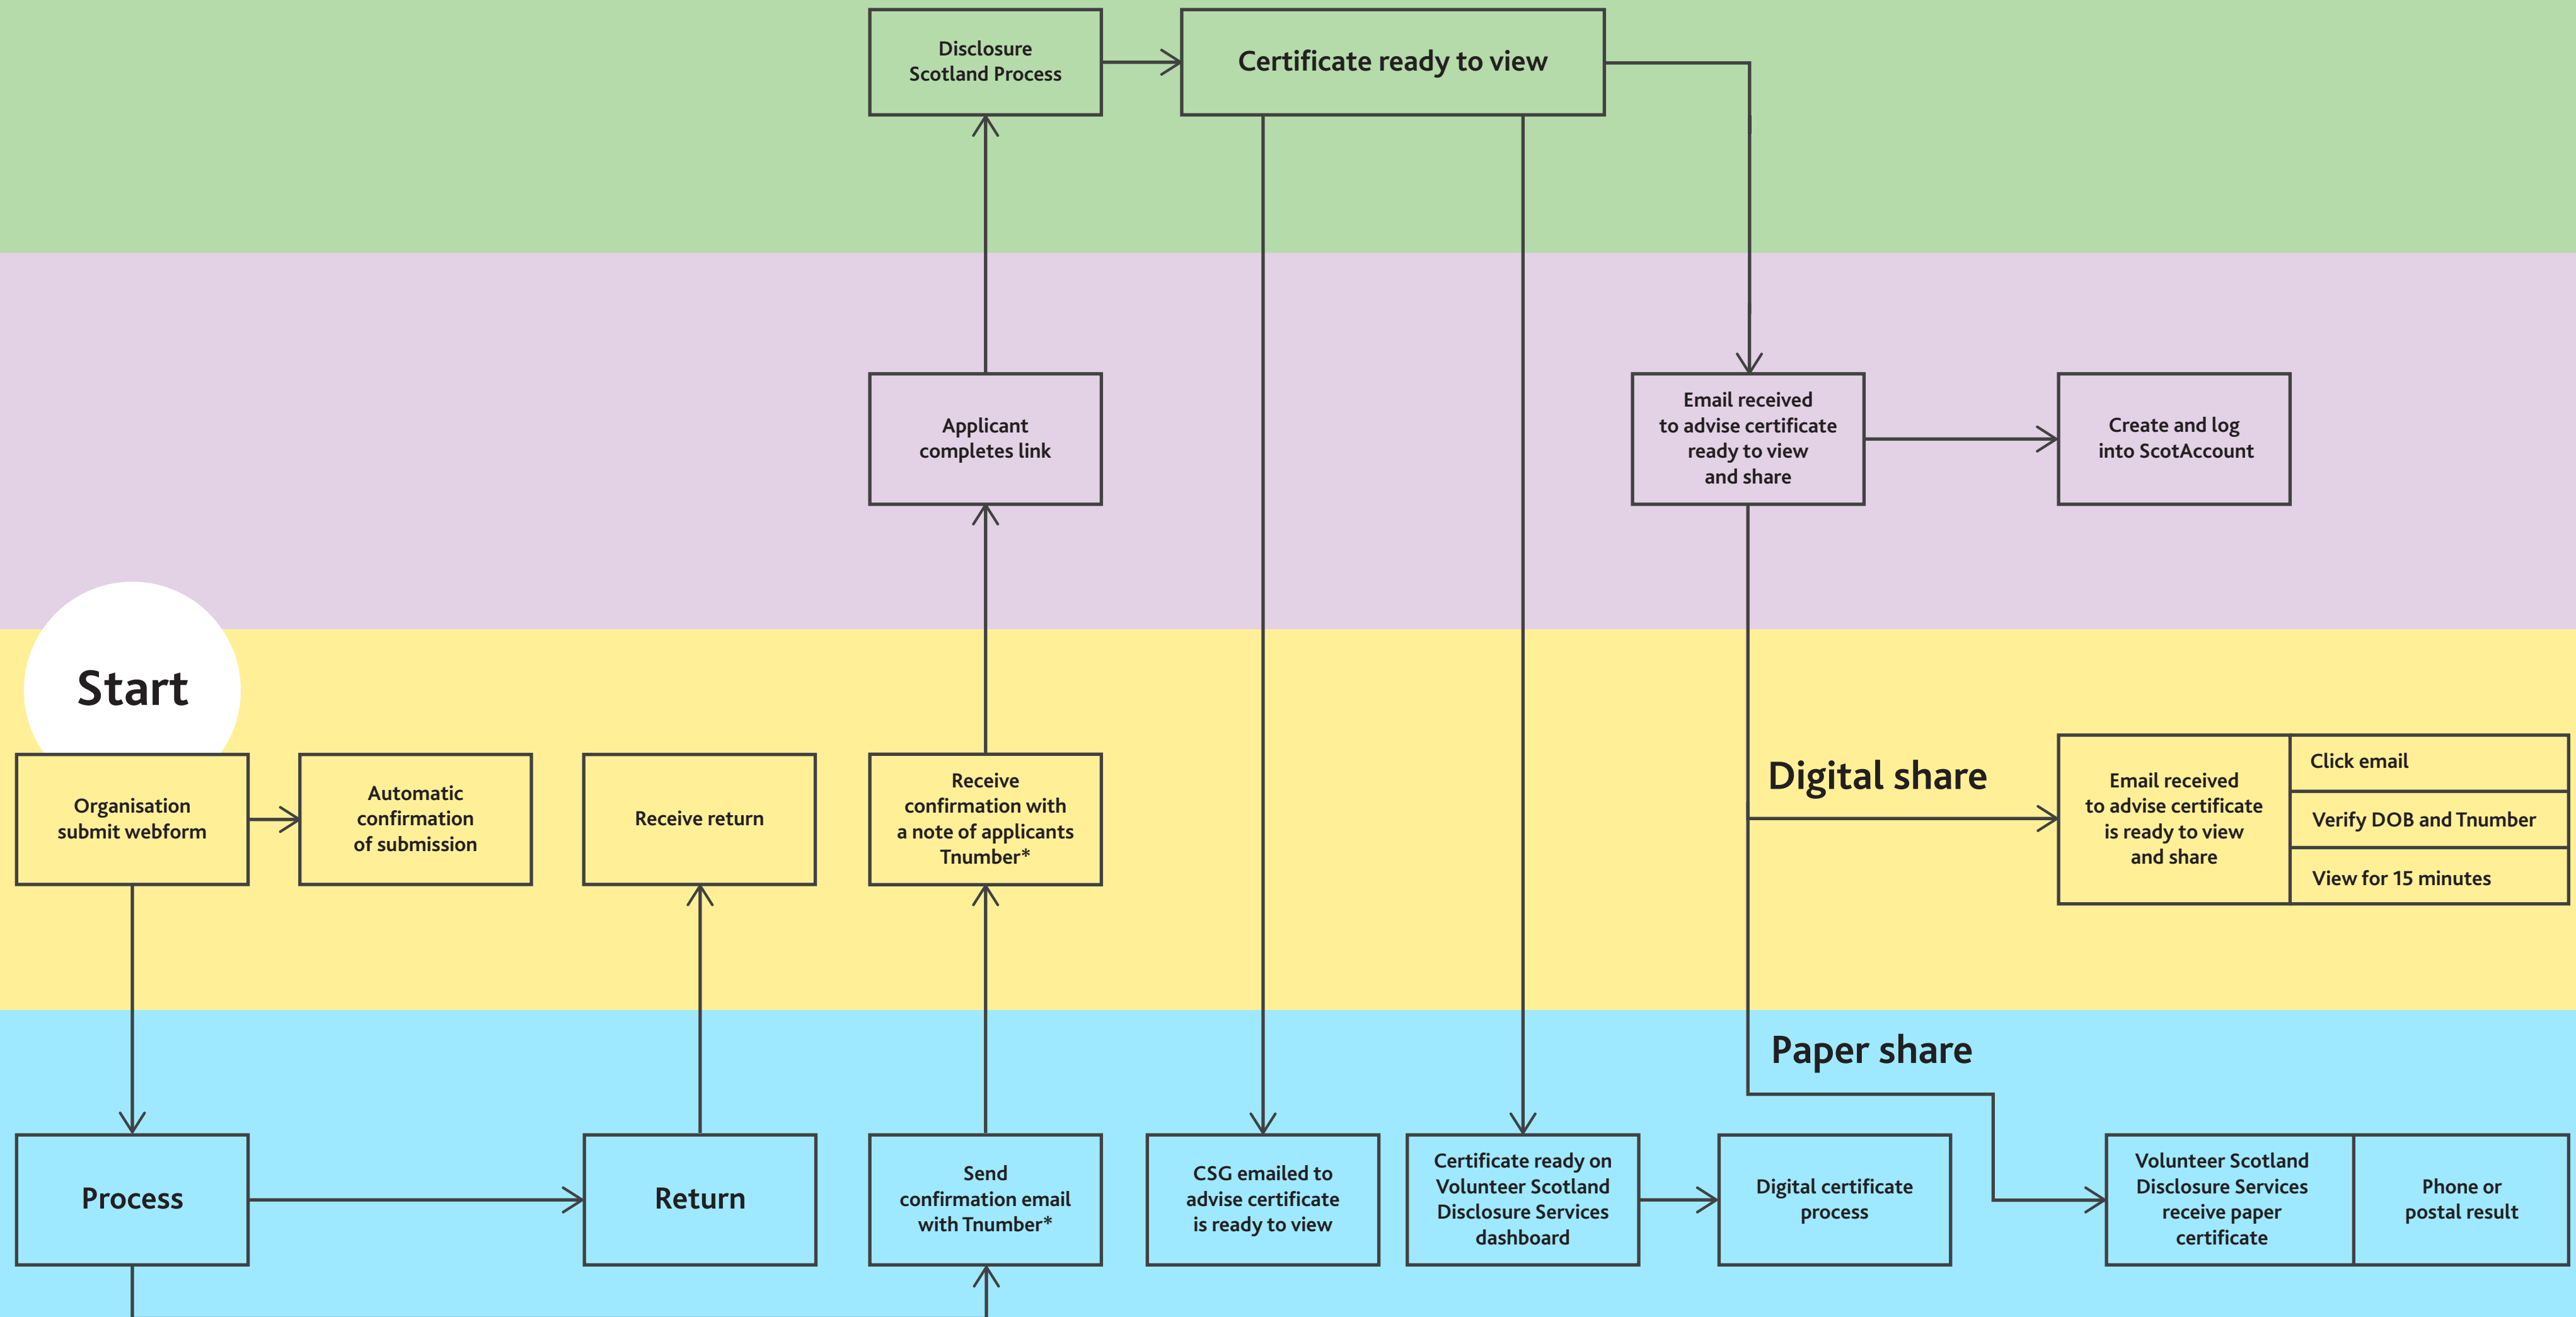 Disclosure
Scotland Process
Certificate ready to view
Applicant
completes link
Email received
to advise certificate
ready to view
and share
Create and log
into ScotAccount
Start
Organisation
submit webform
Automatic
confirmation
of submission
Receive return
Receive
confirmation with
a note of applicants
Tnumber*
Digital share
Email received
to advise certificate
is ready to view
and share
Click email
Verify DOB and Tnumber
View for 15 minutes
Paper share
Process
Return
Send
confirmation email
with Tnumber*
CSG emailed to
advise certificate
is ready to view
Certificate ready on
Volunteer Scotland
Disclosure Services
dashboard
Digital certificate
process
Volunteer Scotland
Disclosure Services
receive paper
certificate
Phone or
postal result